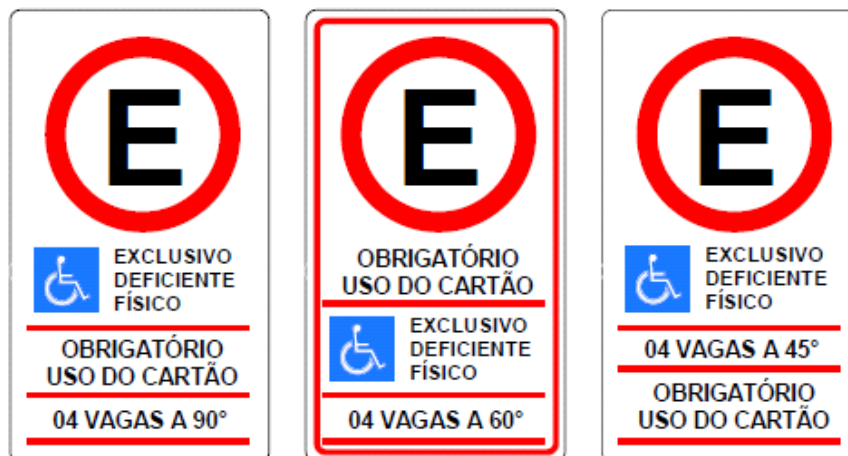 E
EXCLUSIVO
DEFICIENTE
FÍSICO
OBRIGATÓRIO
USO DO CARTÃO
04 VAGAS A 90°
E
OBRIGATÓRIO
USO DO CARTÃO
EXCLUSIVO
DEFICIENTE
FÍSICO
04 VAGAS A 60°
E
EXCLUSIVO
DEFICIENTE
FÍSICO
04 VAGAS A 45°
OBRIGATÓRIO
USO DO CARTÃO